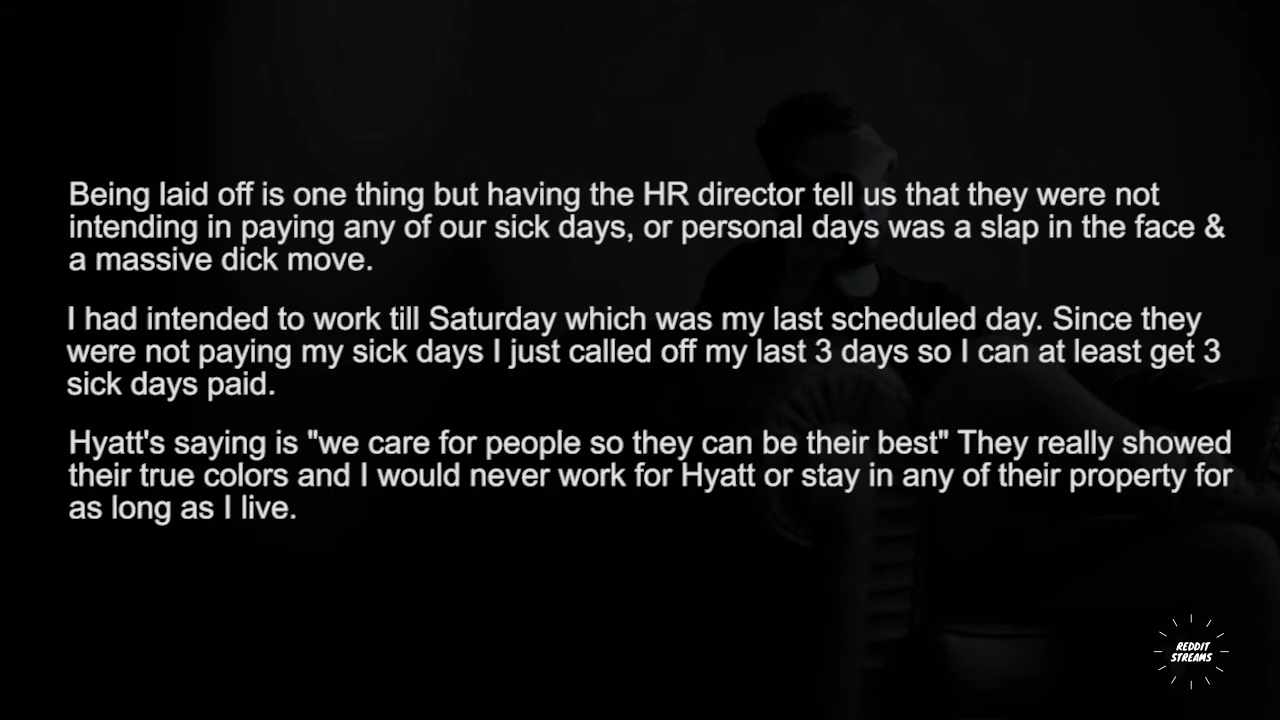 Being laid off is one thing but having the HR director tell us that they were not
intending in paying any of our sick days, or personal days was a slap in the face &
a massive dick move.
I had intended to work till Saturday which was my last scheduled day. Since they
were not paying my sick days I just called off my last 3 days so I can at least get 3
sick days paid.
Hyatt's saying is "we care for people so they can be their best" They really showed
their true colors and I would never work for Hyatt or stay in any of their property for
as long as I live.
REDDIT
STREAMS